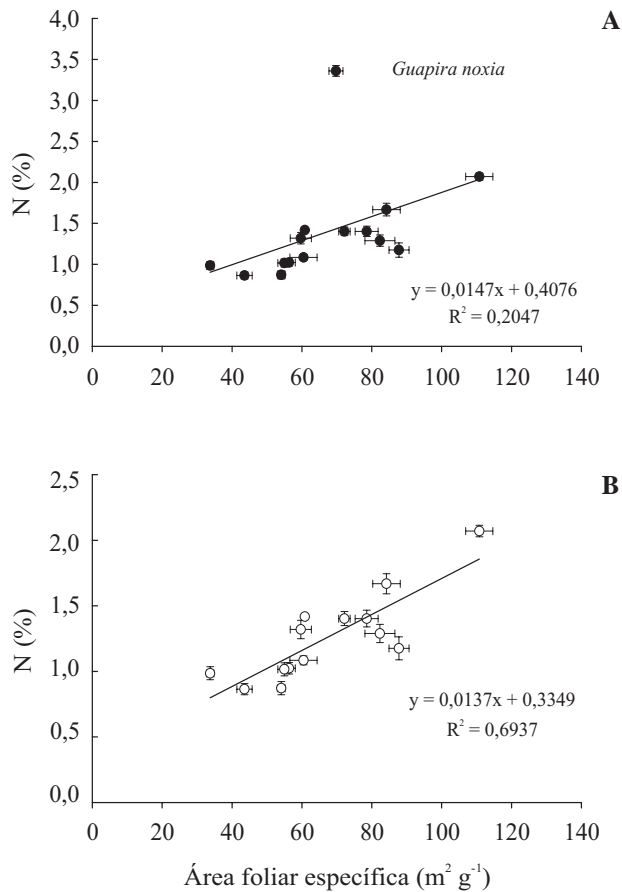 A
4,0
3,5
3,0
2,5
2,0
1,5
1,0
0,5
0,0
N (%)
Guapira noxia
y = 0,0147x + 0,4076
R² = 0,2047
0 20 40 60 80 100 120 140
B
2,5
2,0
1,5
1,0
0,5
0,0
N (%)
y = 0,0137x + 0,3349
R² = 0,6937
0 20 40 60 80 100 120 140
Área foliar específica (m² g⁻¹)